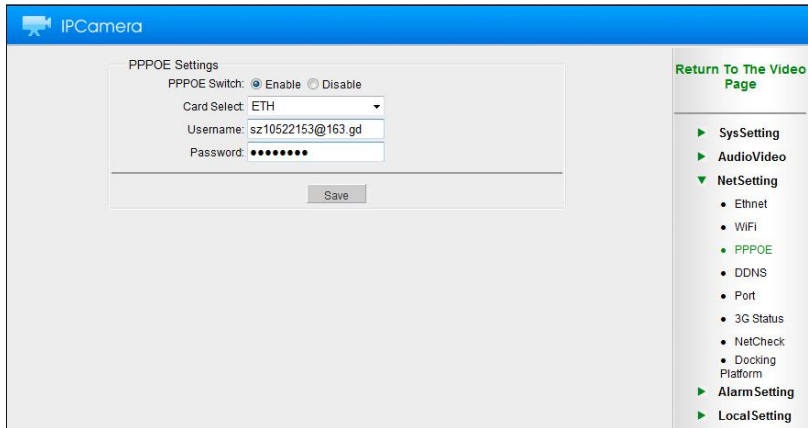 IPCamera
PPPOE Settings
PPPOE Switch: Enable Disable
Card Select: ETH
Username: sz10522153@163.gd
Password: ●●●●●●●●
Save
Return To The Video
Page
SysSetting
AudioVideo
NetSetting
Ethnet
WiFi
PPPOE
DDNS
Port
3G Status
NetCheck
Docking
Platform
AlarmSetting
LocalSetting